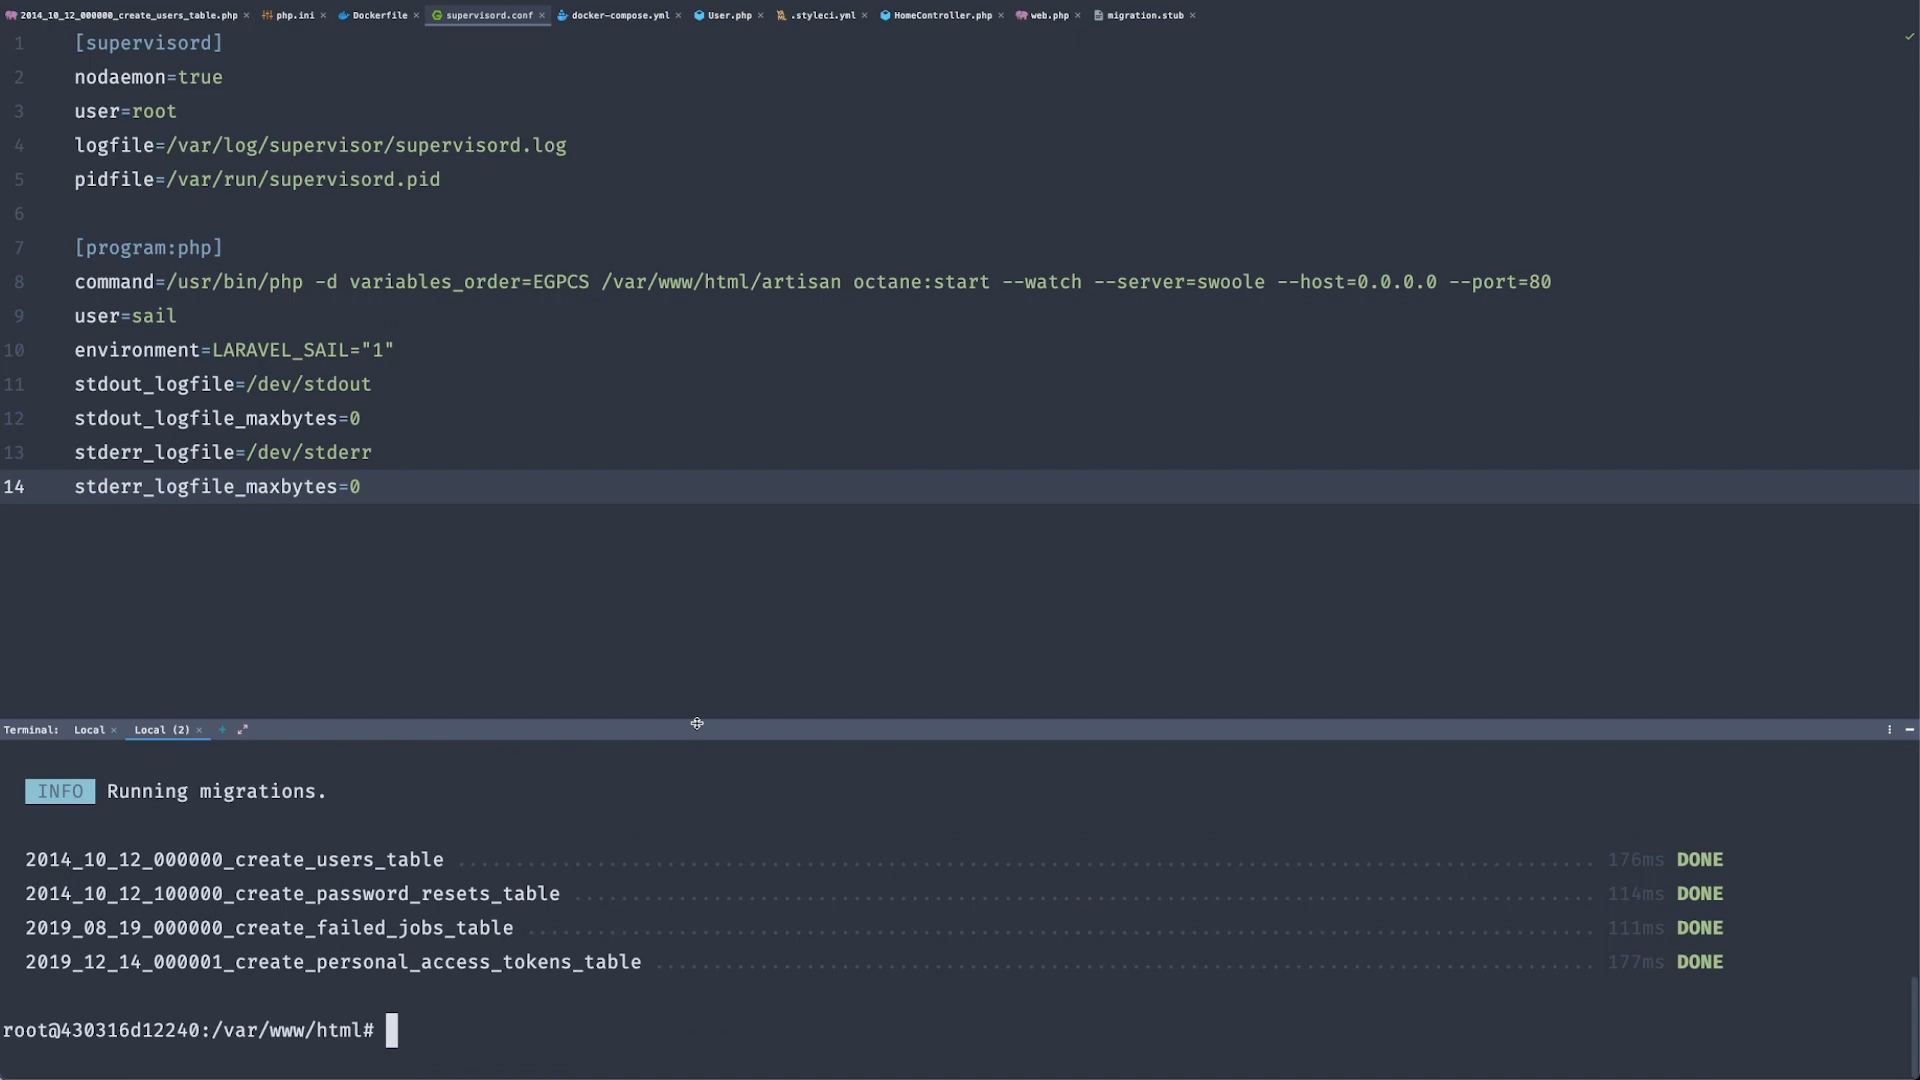 2014_10_12_000000_create_users_table.php × php.ini × Dockerfile × supervisord.conf × docker-compose.yml × User.php × .styleci.yml × HomeController.php × web.php × migration.stub ×
1 [supervisord]
2 nodaemon=true
3 user=root
4 logfile=/var/log/supervisor/supervisord.log
5 pidfile=/var/run/supervisord.pid
6
7 [program:php]
8 command=/usr/bin/php -d variables_order=EGPCS /var/www/html/artisan octane:start --watch --server=swoole --host=0.0.0.0 --port=80
9 user=sail
10 environment=LARAVEL_SAIL="1"
11 stdout_logfile=/dev/stdout
12 stdout_logfile_maxbytes=0
13 stderr_logfile=/dev/stderr
14 stderr_logfile_maxbytes=0
Terminal: Local × Local (2) × +
INFO Running migrations.
2014_10_12_000000_create_users_table ........ 176ms DONE
2014_10_12_100000_create_password_resets_table ........ 114ms DONE
2019_08_19_000000_create_failed_jobs_table ........ 111ms DONE
2019_12_14_000001_create_personal_access_tokens_table ........ 177ms DONE
root@430316d12240:/var/www/html#